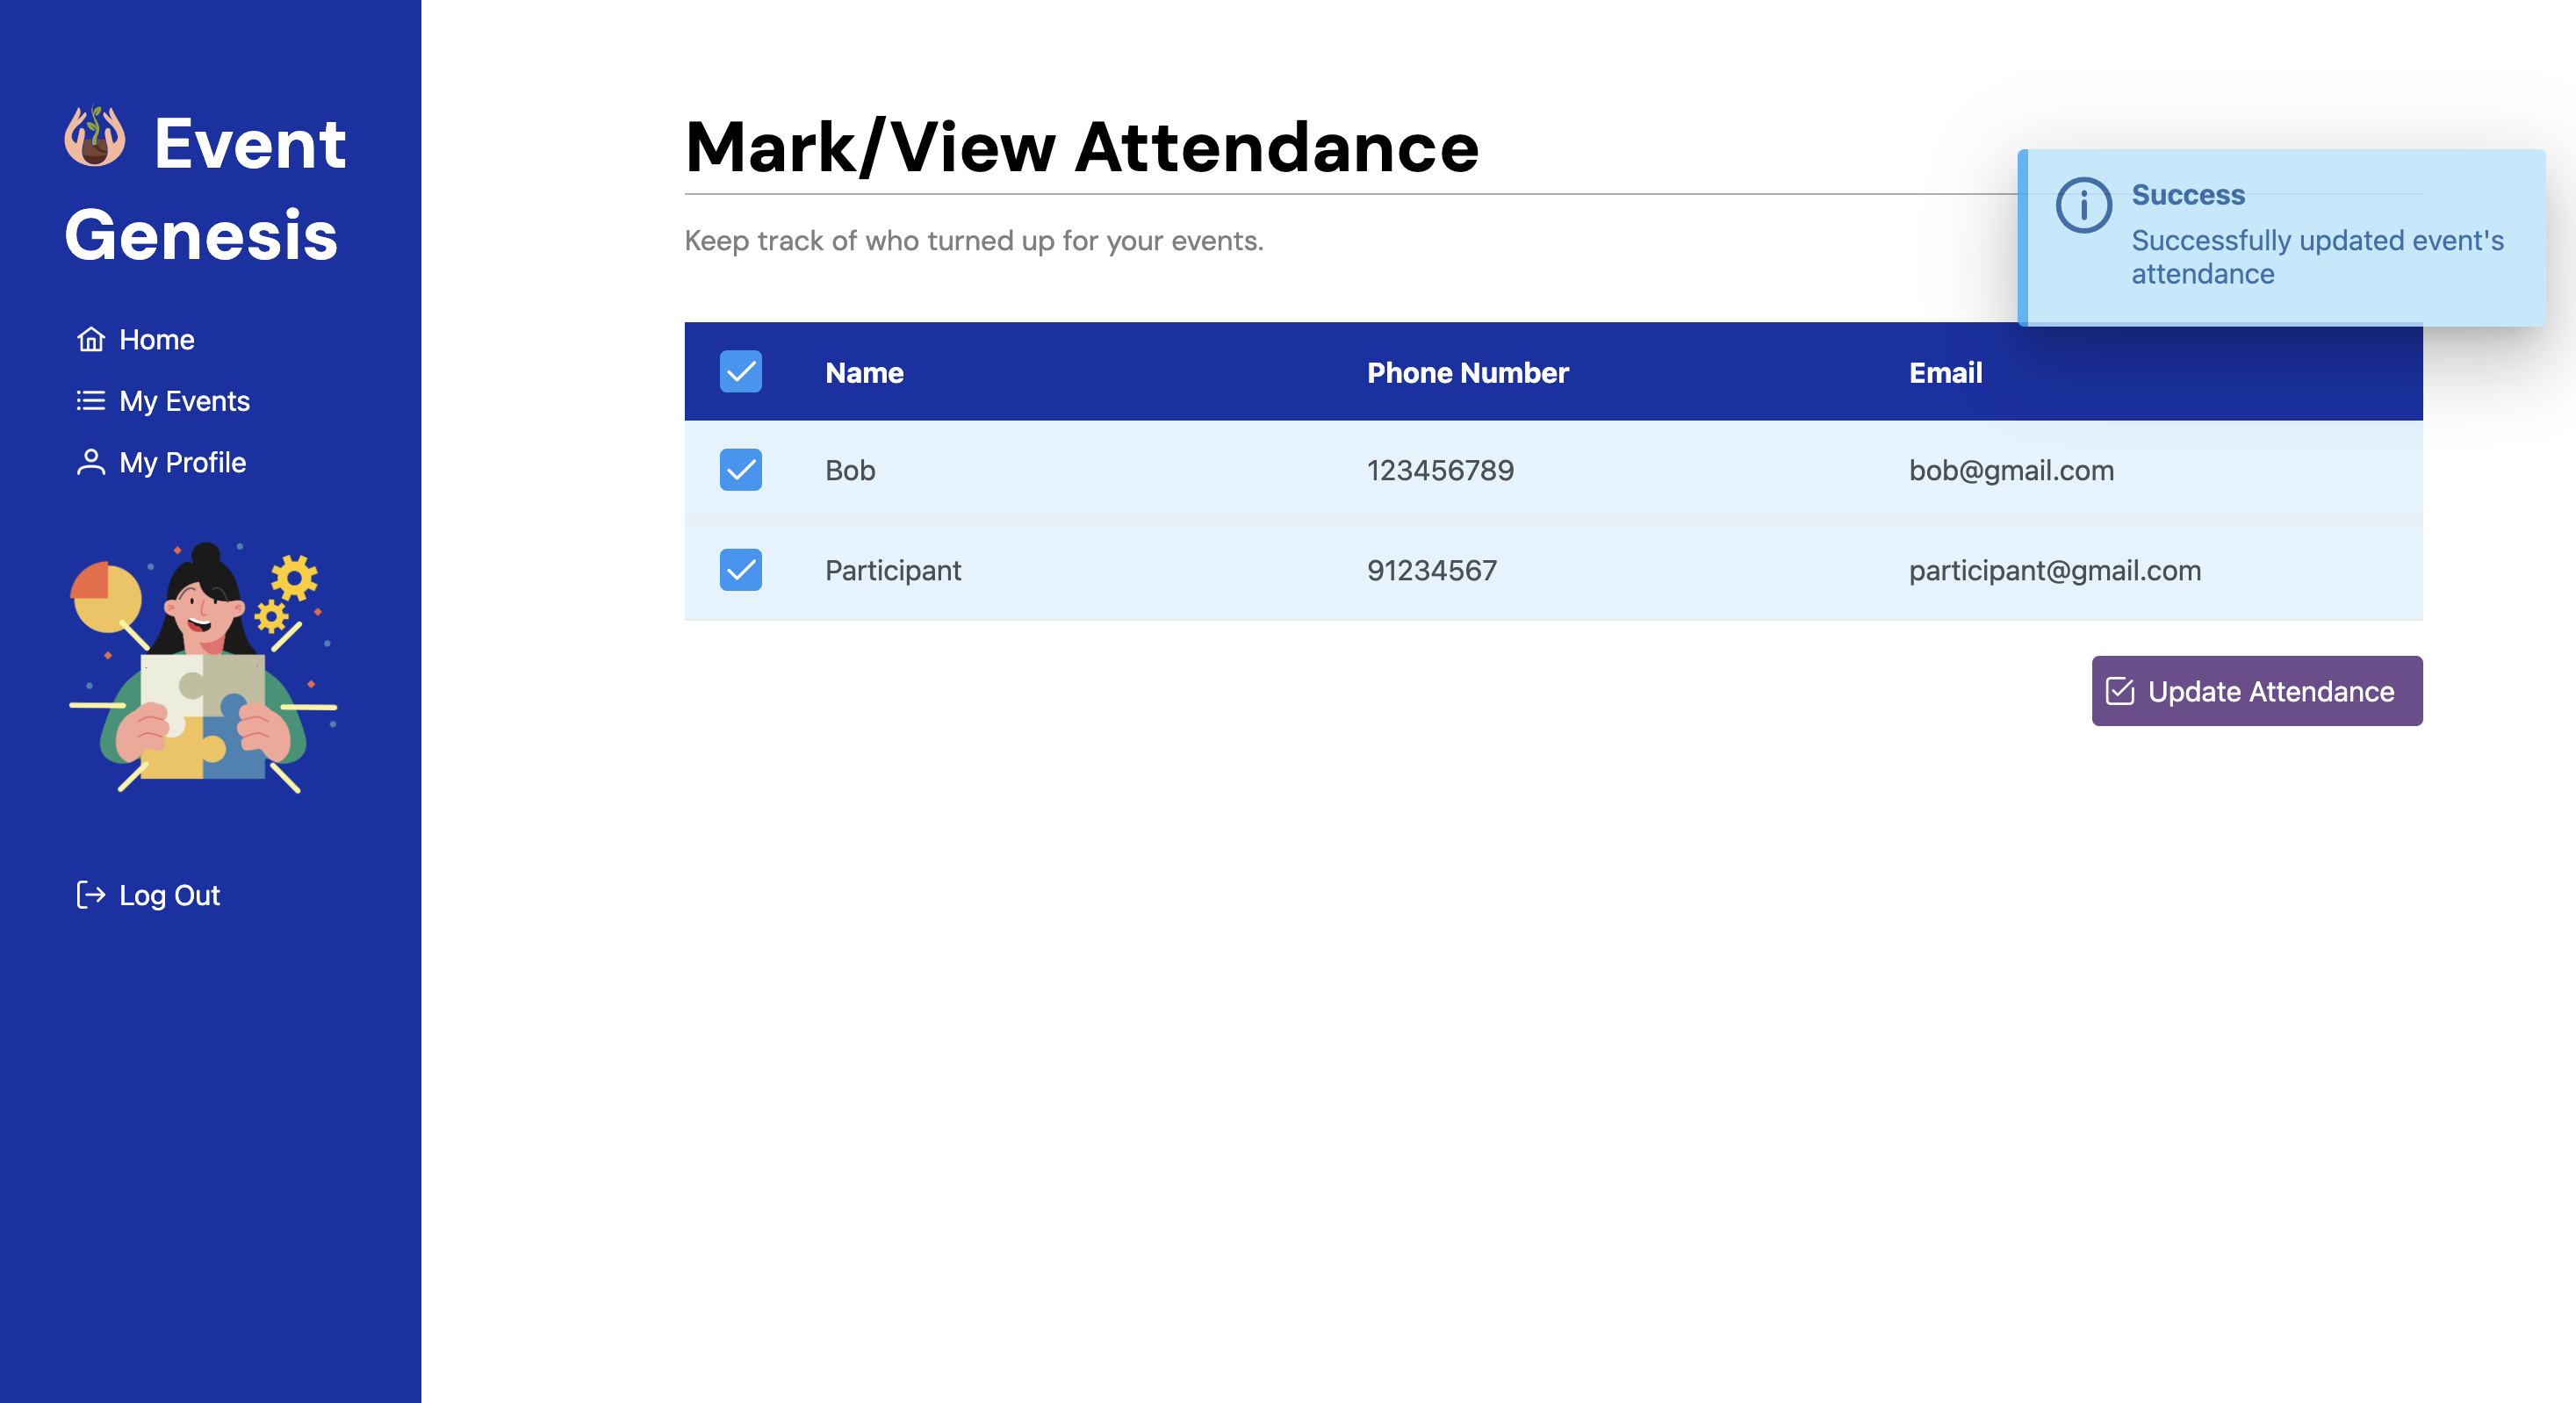 Event
Genesis
Home
My Events
My Profile
Log Out
Mark/View Attendance
Keep track of who turned up for your events.
Success
Successfully updated event's
attendance
Name Phone Number Email
Bob 123456789 bob@gmail.com
Participant 91234567 participant@gmail.com
Update Attendance